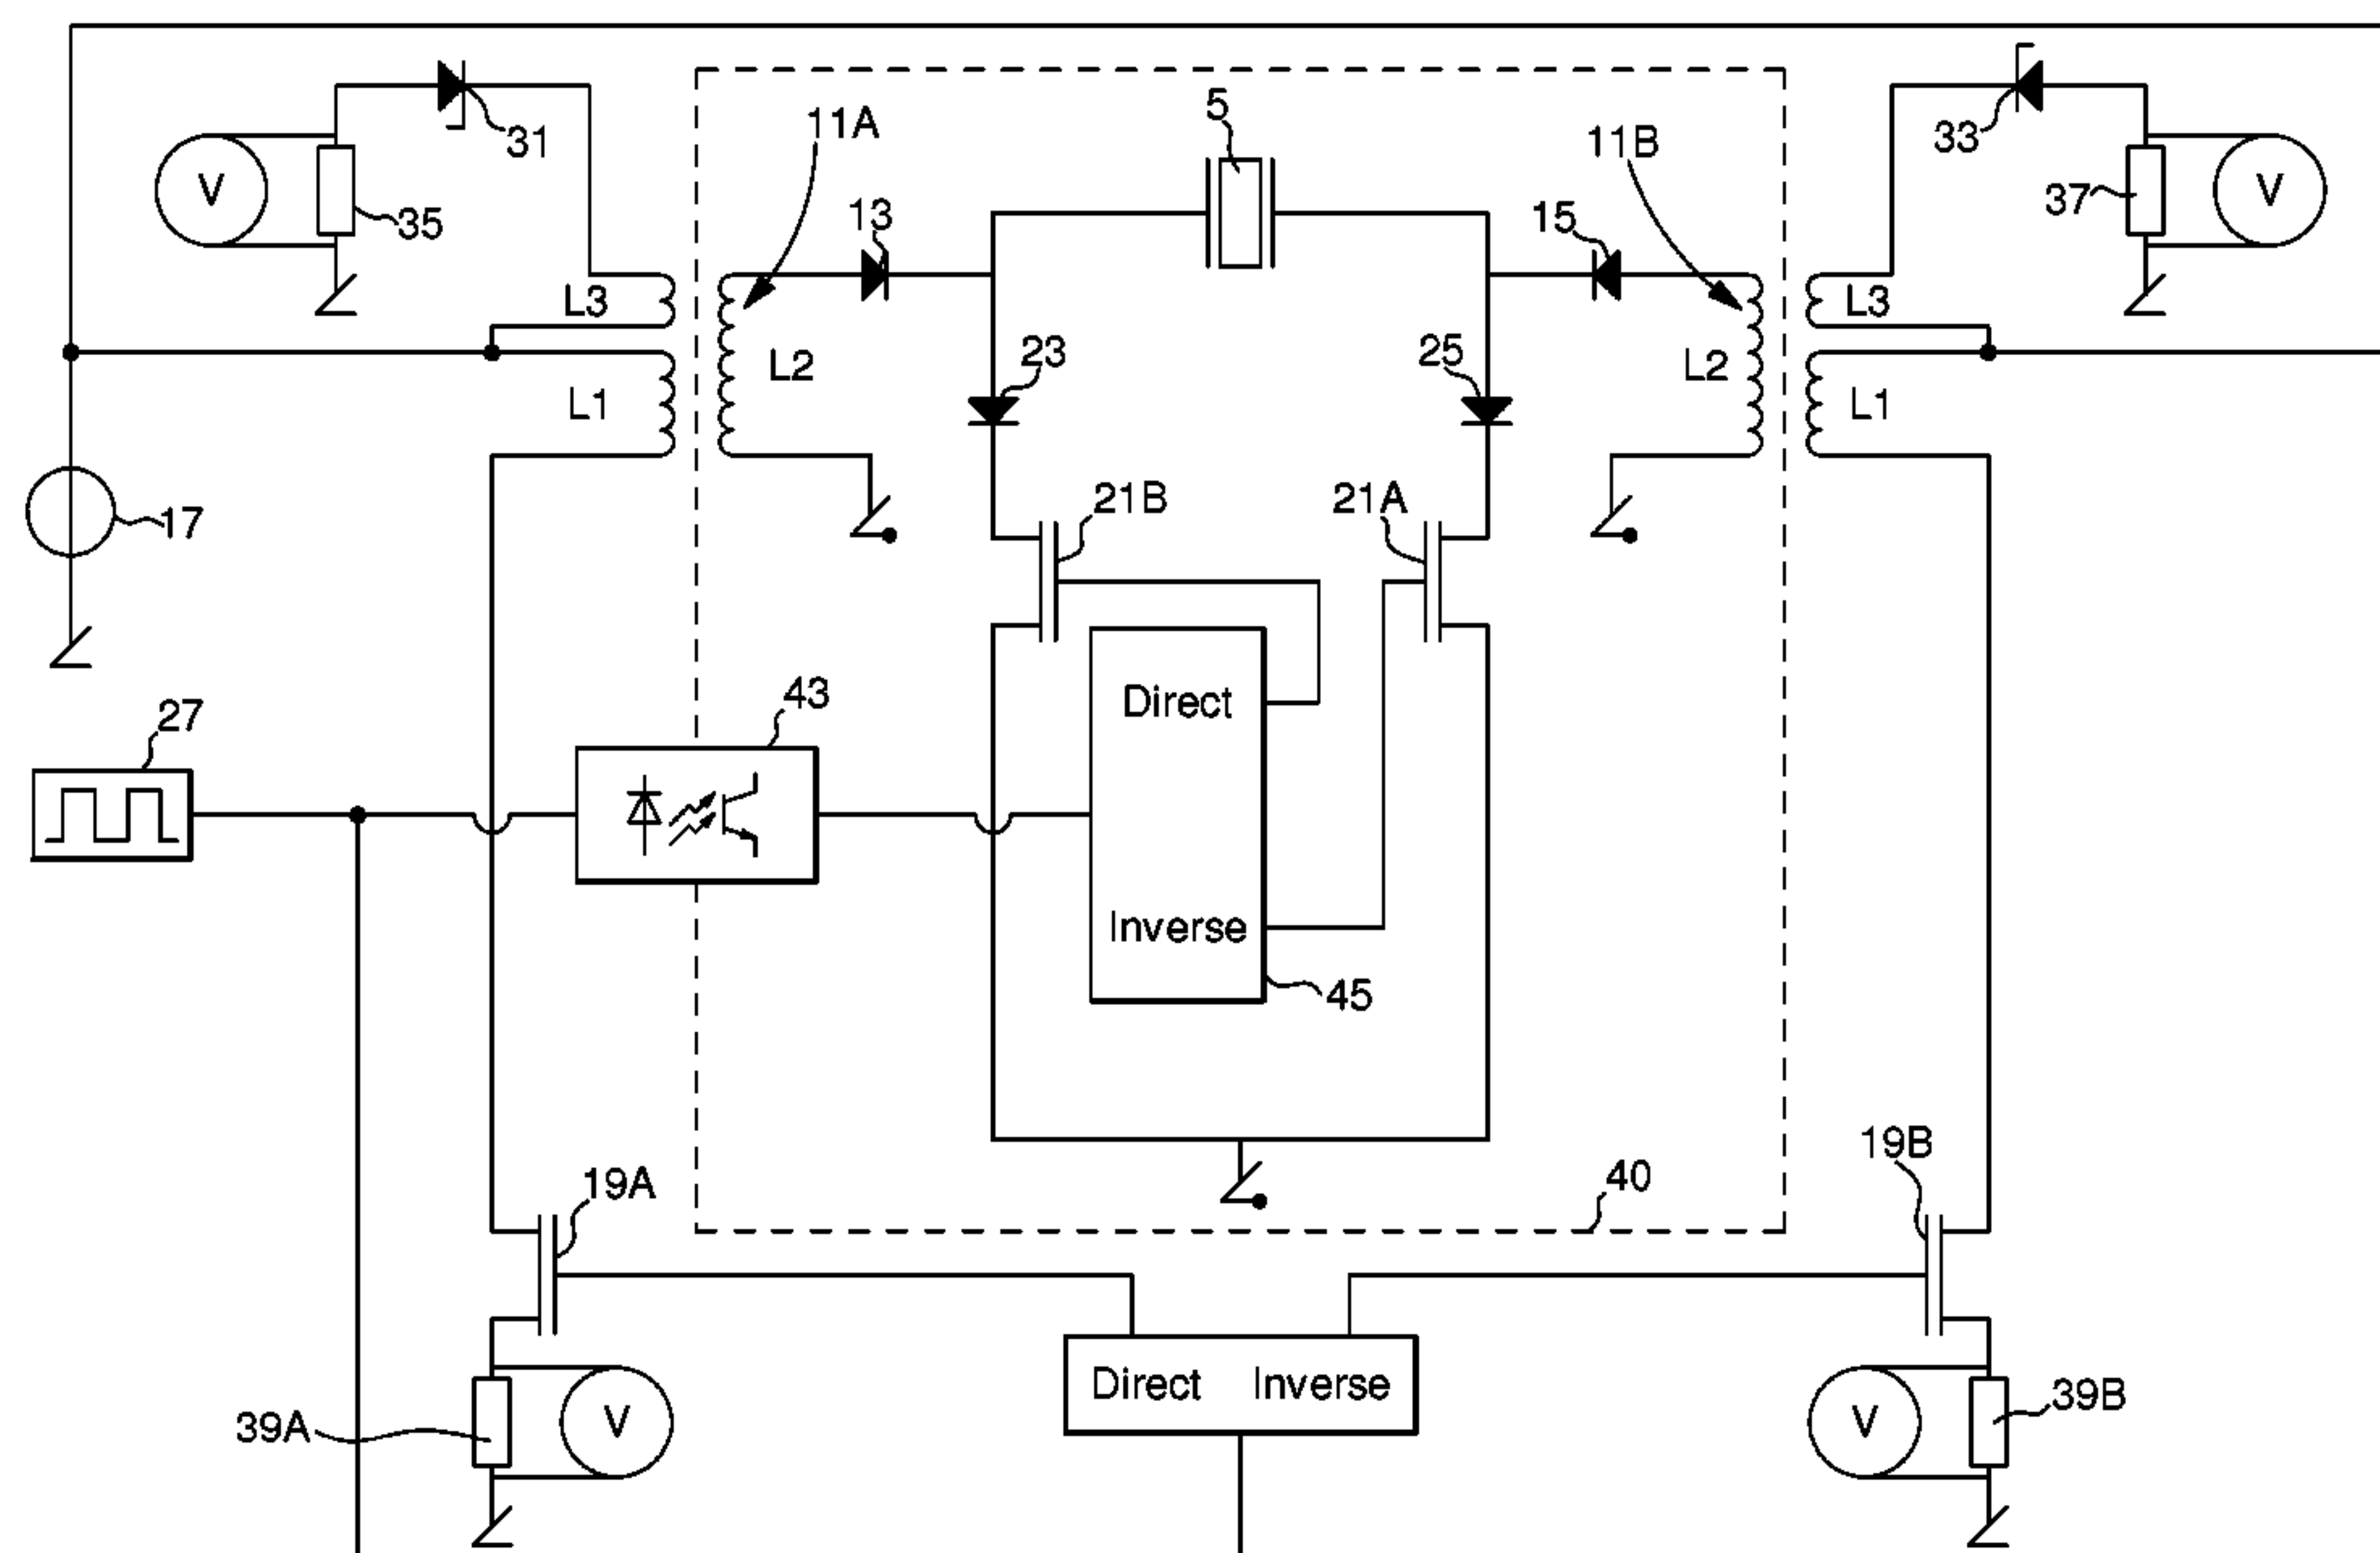 5
11A
31
11B
33
V
35
13
15
37
V
L3
L3
23
25
L2
L2
L1
L1
17
21B
21A
27
43
Direct
Inverse
45
19A
40
19B
Direct Inverse
39A
V
V
39B